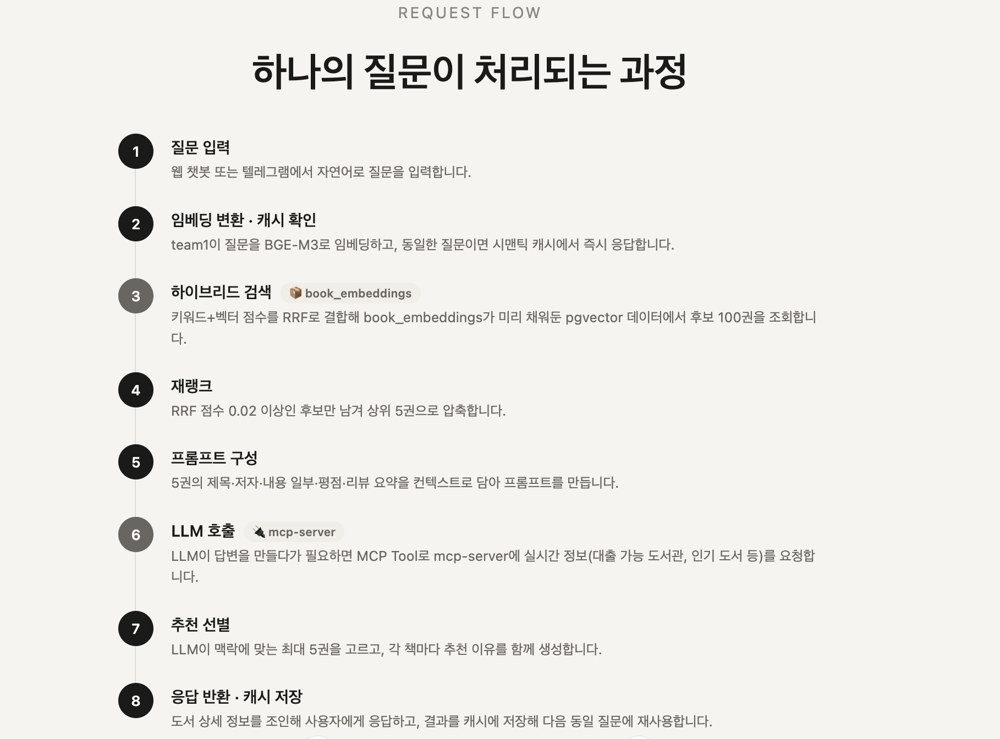 REQUEST FLOW
하나의 질문이 처리되는 과정
1
질문 입력
웹 챗봇 또는 텔레그램에서 자연어로 질문을 입력합니다.
2
임베딩 변환 · 캐시 확인
team1이 질문을 BGE-M3로 임베딩하고, 동일한 질문이면 시맨틱 캐시에서 즉시 응답합니다.
3
하이브리드 검색 📦 book_embeddings
키워드+벡터 점수를 RRF로 결합해 book_embeddings가 미리 채워둔 pgvector 데이터에서 후보 100권을 조회합니
다.
4
재랭크
RRF 점수 0.02 이상인 후보만 남겨 상위 5권으로 압축합니다.
5
프롬프트 구성
5권의 제목·저자·내용 일부·평점·리뷰 요약을 컨텍스트로 담아 프롬프트를 만듭니다.
6
LLM 호출 🔌 mcp-server
LLM이 답변을 만들다가 필요하면 MCP Tool로 mcp-server에 실시간 정보(대출 가능 도서관, 인기 도서 등)를 요청합
니다.
7
추천 선별
LLM이 맥락에 맞는 최대 5권을 고르고, 각 책마다 추천 이유를 함께 생성합니다.
8
응답 반환 · 캐시 저장
도서 상세 정보를 조인해 사용자에게 응답하고, 결과를 캐시에 저장해 다음 동일 질문에 재사용합니다.